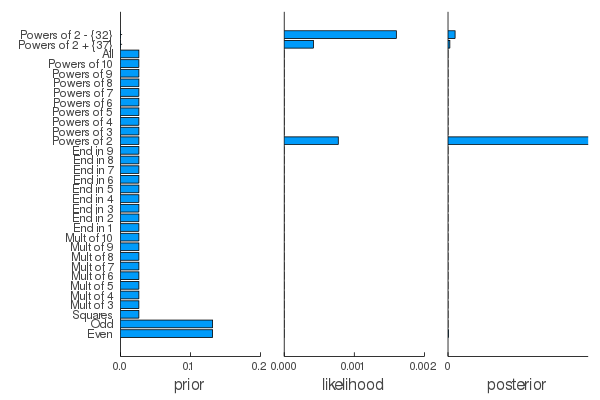 Powers of 2 - {32}
Powers of 2 + {37}
All
Powers of 10
Powers of 9
Powers of 8
Powers of 7
Powers of 6
Powers of 5
Powers of 4
Powers of 3
Powers of 2
End in 9
End in 8
End in 7
End in 6
End in 5
End in 4
End in 3
End in 2
End in 1
Mult of 10
Mult of 9
Mult of 8
Mult of 7
Mult of 6
Mult of 5
Mult of 4
Mult of 3
Squares
Odd
Even
0.0 0.1 0.2 0.000 0.001 0.002 0
prior likelihood posterior